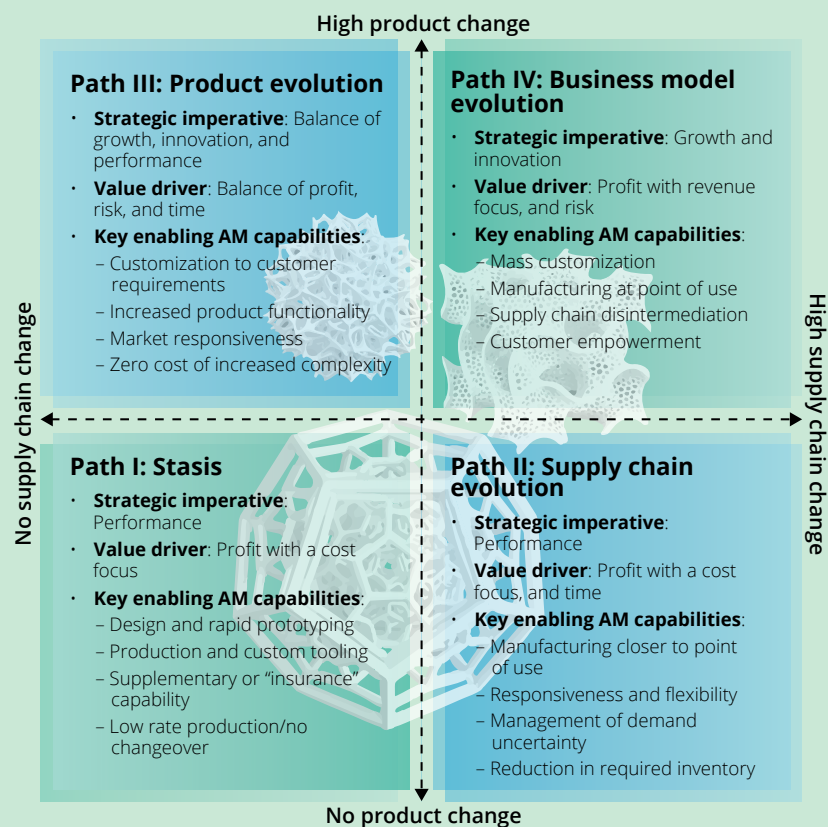 High product change
Path III: Product evolution
· Strategic imperative: Balance of
growth, innovation, and
performance
· Value driver: Balance of profit,
risk, and time
· Key enabling AM capabilities:
– Customization to customer
requirements
– Increased product functionality
– Market responsiveness
– Zero cost of increased complexity
Path IV: Business model
evolution
· Strategic imperative: Growth and
innovation
· Value driver: Profit with revenue
focus, and risk
· Key enabling AM capabilities:
– Mass customization
– Manufacturing at point of use
– Supply chain disintermediation
– Customer empowerment
No supply chain change
High supply chain
change
Path I: Stasis
· Strategic imperative:
Performance
· Value driver: Profit with a cost
focus
· Key enabling AM capabilities:
– Design and rapid prototyping
– Production and custom tooling
– Supplementary or “insurance”
capability
– Low rate production/no
changeover
Path II: Supply chain
evolution
· Strategic imperative:
Performance
· Value driver: Profit with a cost
focus, and time
· Key enabling AM capabilities:
– Manufacturing closer to point
of use
– Responsiveness and flexibility
– Management of demand
uncertainty
– Reduction in required inventory
No product change